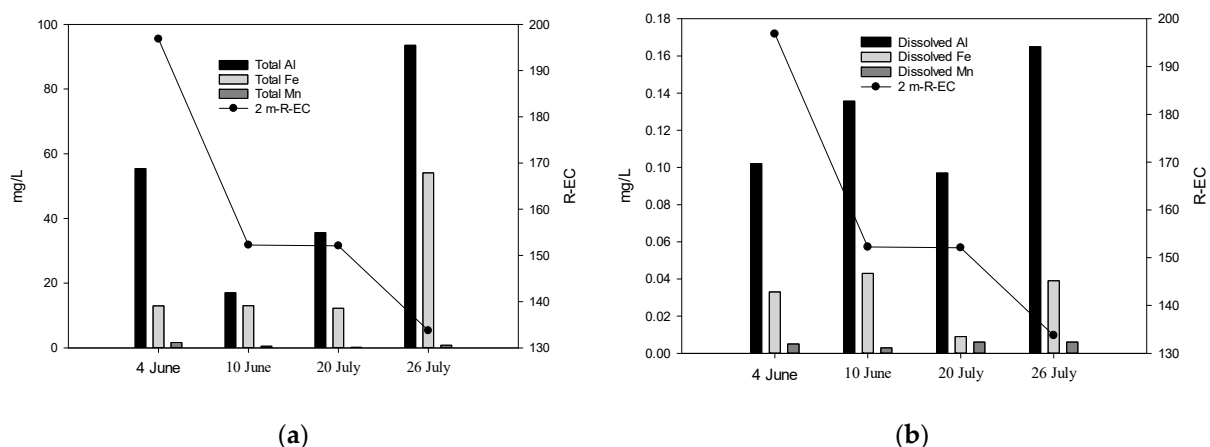 100
80
60
40
20
0
mg/L
200
190
180
170
160
150
140
130
R-EC
Total Al
Total Fe
Total Mn
2 m-R-EC
4 June
10 June
20 July
26 July
(a)
0.18
0.16
0.14
0.12
0.10
0.08
0.06
0.04
0.02
0.00
mg/L
200
190
180
170
160
150
140
130
R-EC
Dissolved Al
Dissolved Fe
Dissolved Mn
2 m-R-EC
4 June
10 June
20 July
26 July
(b)